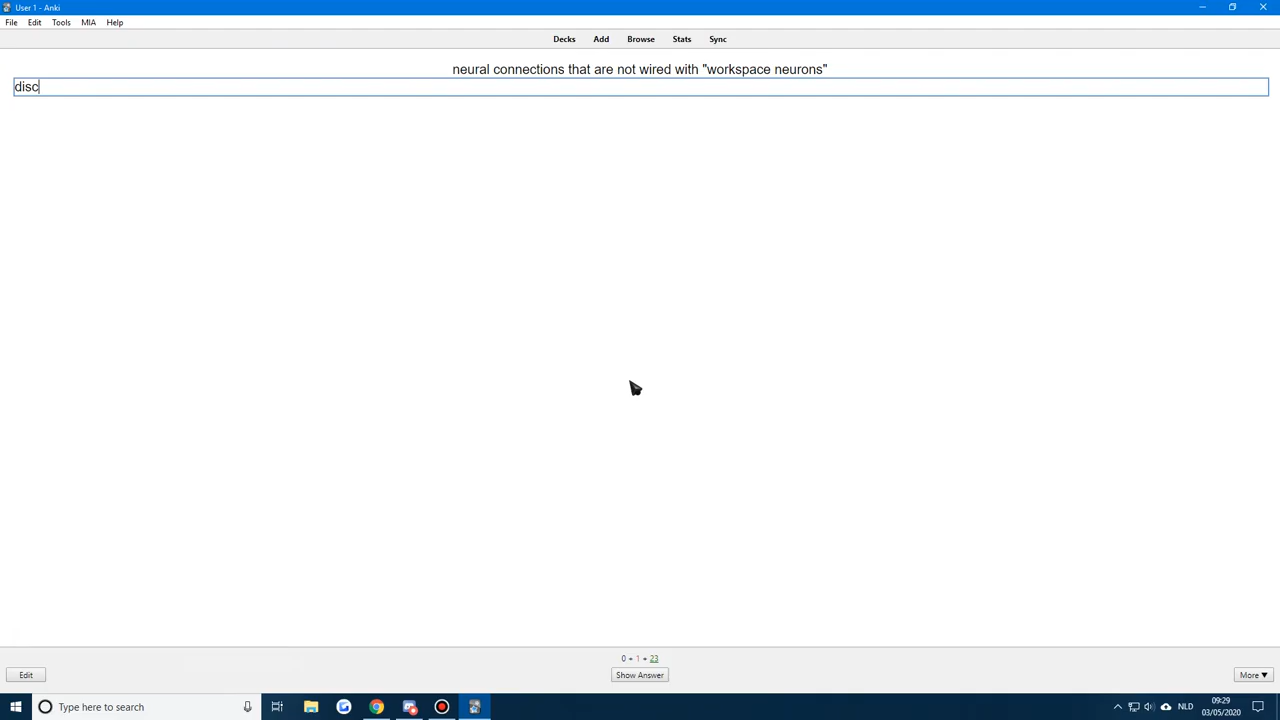 User 1 - Anki
File Edit Tools MIA Help
Decks Add Browse Stats Sync
neural connections that are not wired with "workspace neurons"
disc
0 + 1 + 23
Edit Show Answer More ▼
Type here to search NLD 09:29
03/05/2020